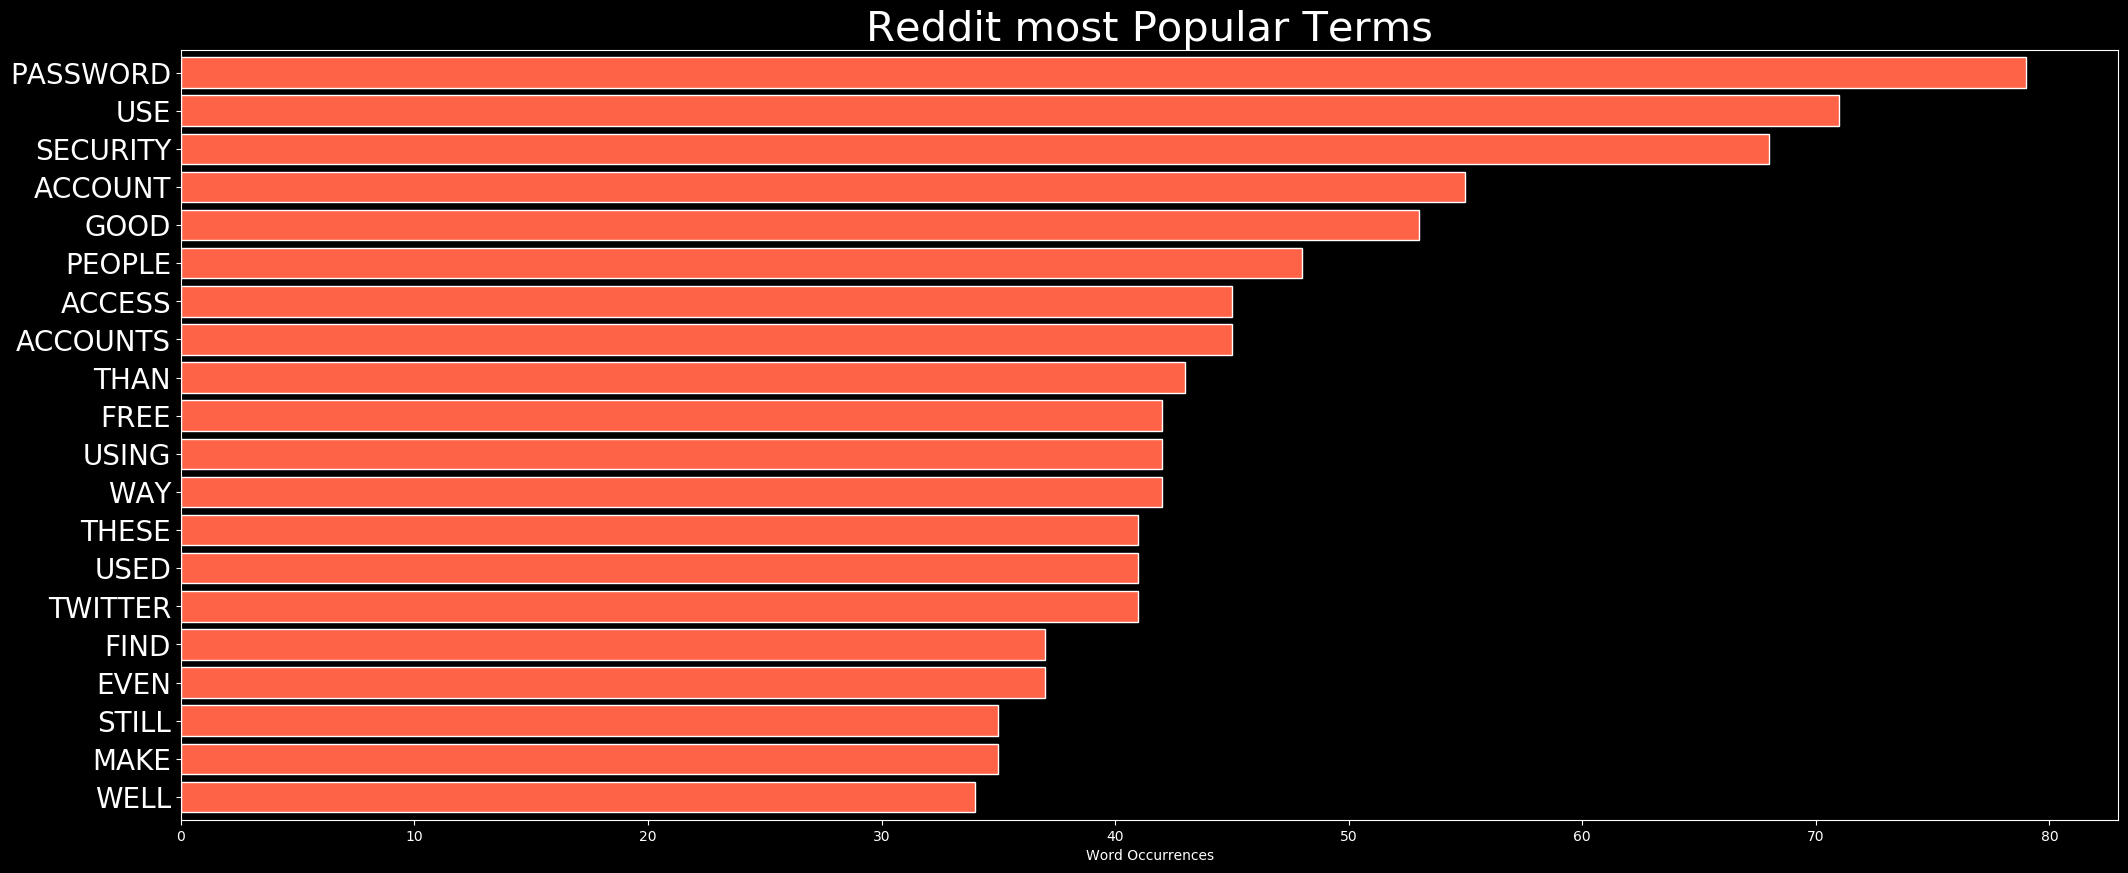 Reddit most Popular Terms
PASSWORD
USE
SECURITY
ACCOUNT
GOOD
PEOPLE
ACCESS
ACCOUNTS
THAN
FREE
USING
WAY
THESE
USED
TWITTER
FIND
EVEN
STILL
MAKE
WELL
0 10 20 30 40 50 60 70 80
Word Occurrences